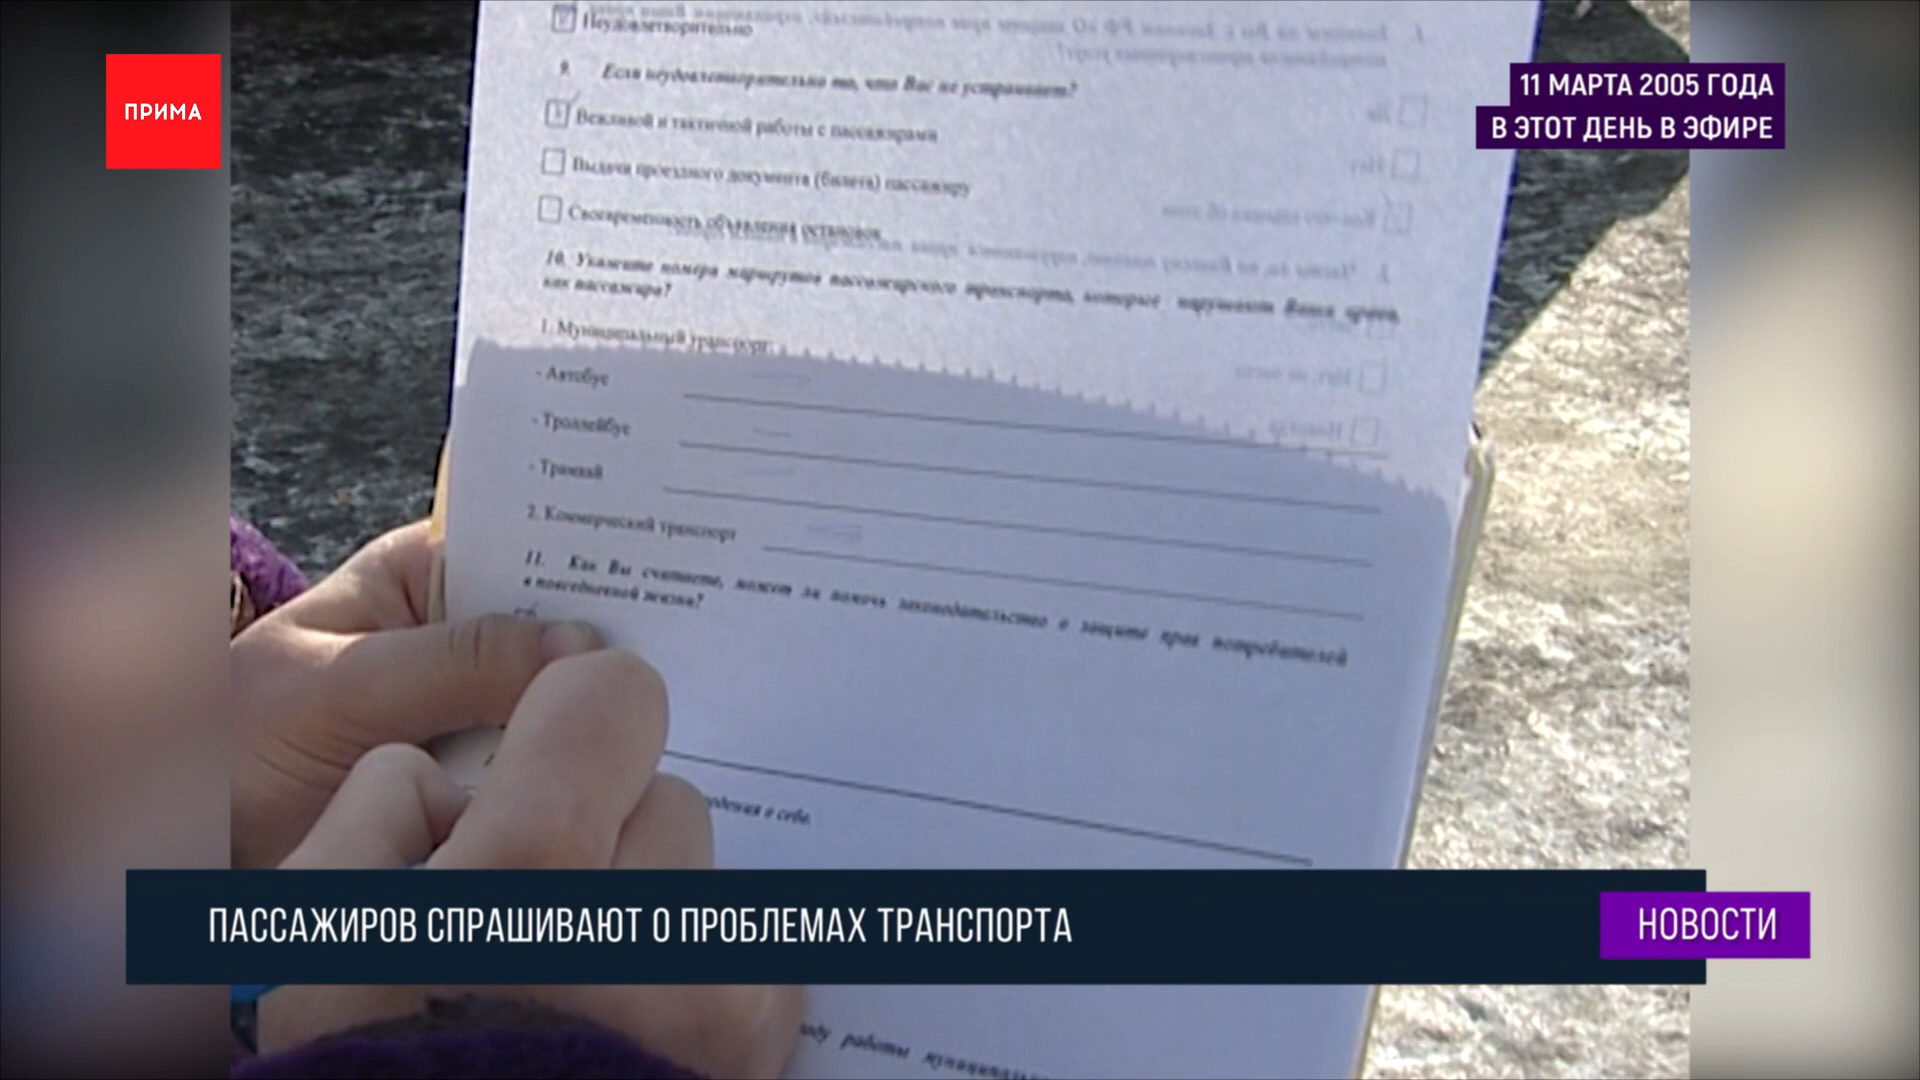 ПРИМА
11 МАРТА 2005 ГОДА
В ЭТОТ ДЕНЬ В ЭФИРЕ
Неудовлетворительно
9. Если неудовлетворительно то, что Вас не устраивает?
Вежливой и тактичной работы с пассажирами
Выдачи проездного документа (билета) пассажиру
Своевременность объявления остановок
10. Укажите номера маршрутов пассажирского транспорта, которые нарушают Ваши права,
как пассажира?
1. Муниципальный транспорт:
- Автобус
- Троллейбус
- Трамвай
2. Коммерческий транспорт
11. Как Вы считаете, может ли помочь законодательство о защите прав потребителей
в повседневной жизни?
о себе.
ПАССАЖИРОВ СПРАШИВАЮТ О ПРОБЛЕМАХ ТРАНСПОРТА
НОВОСТИ
работы